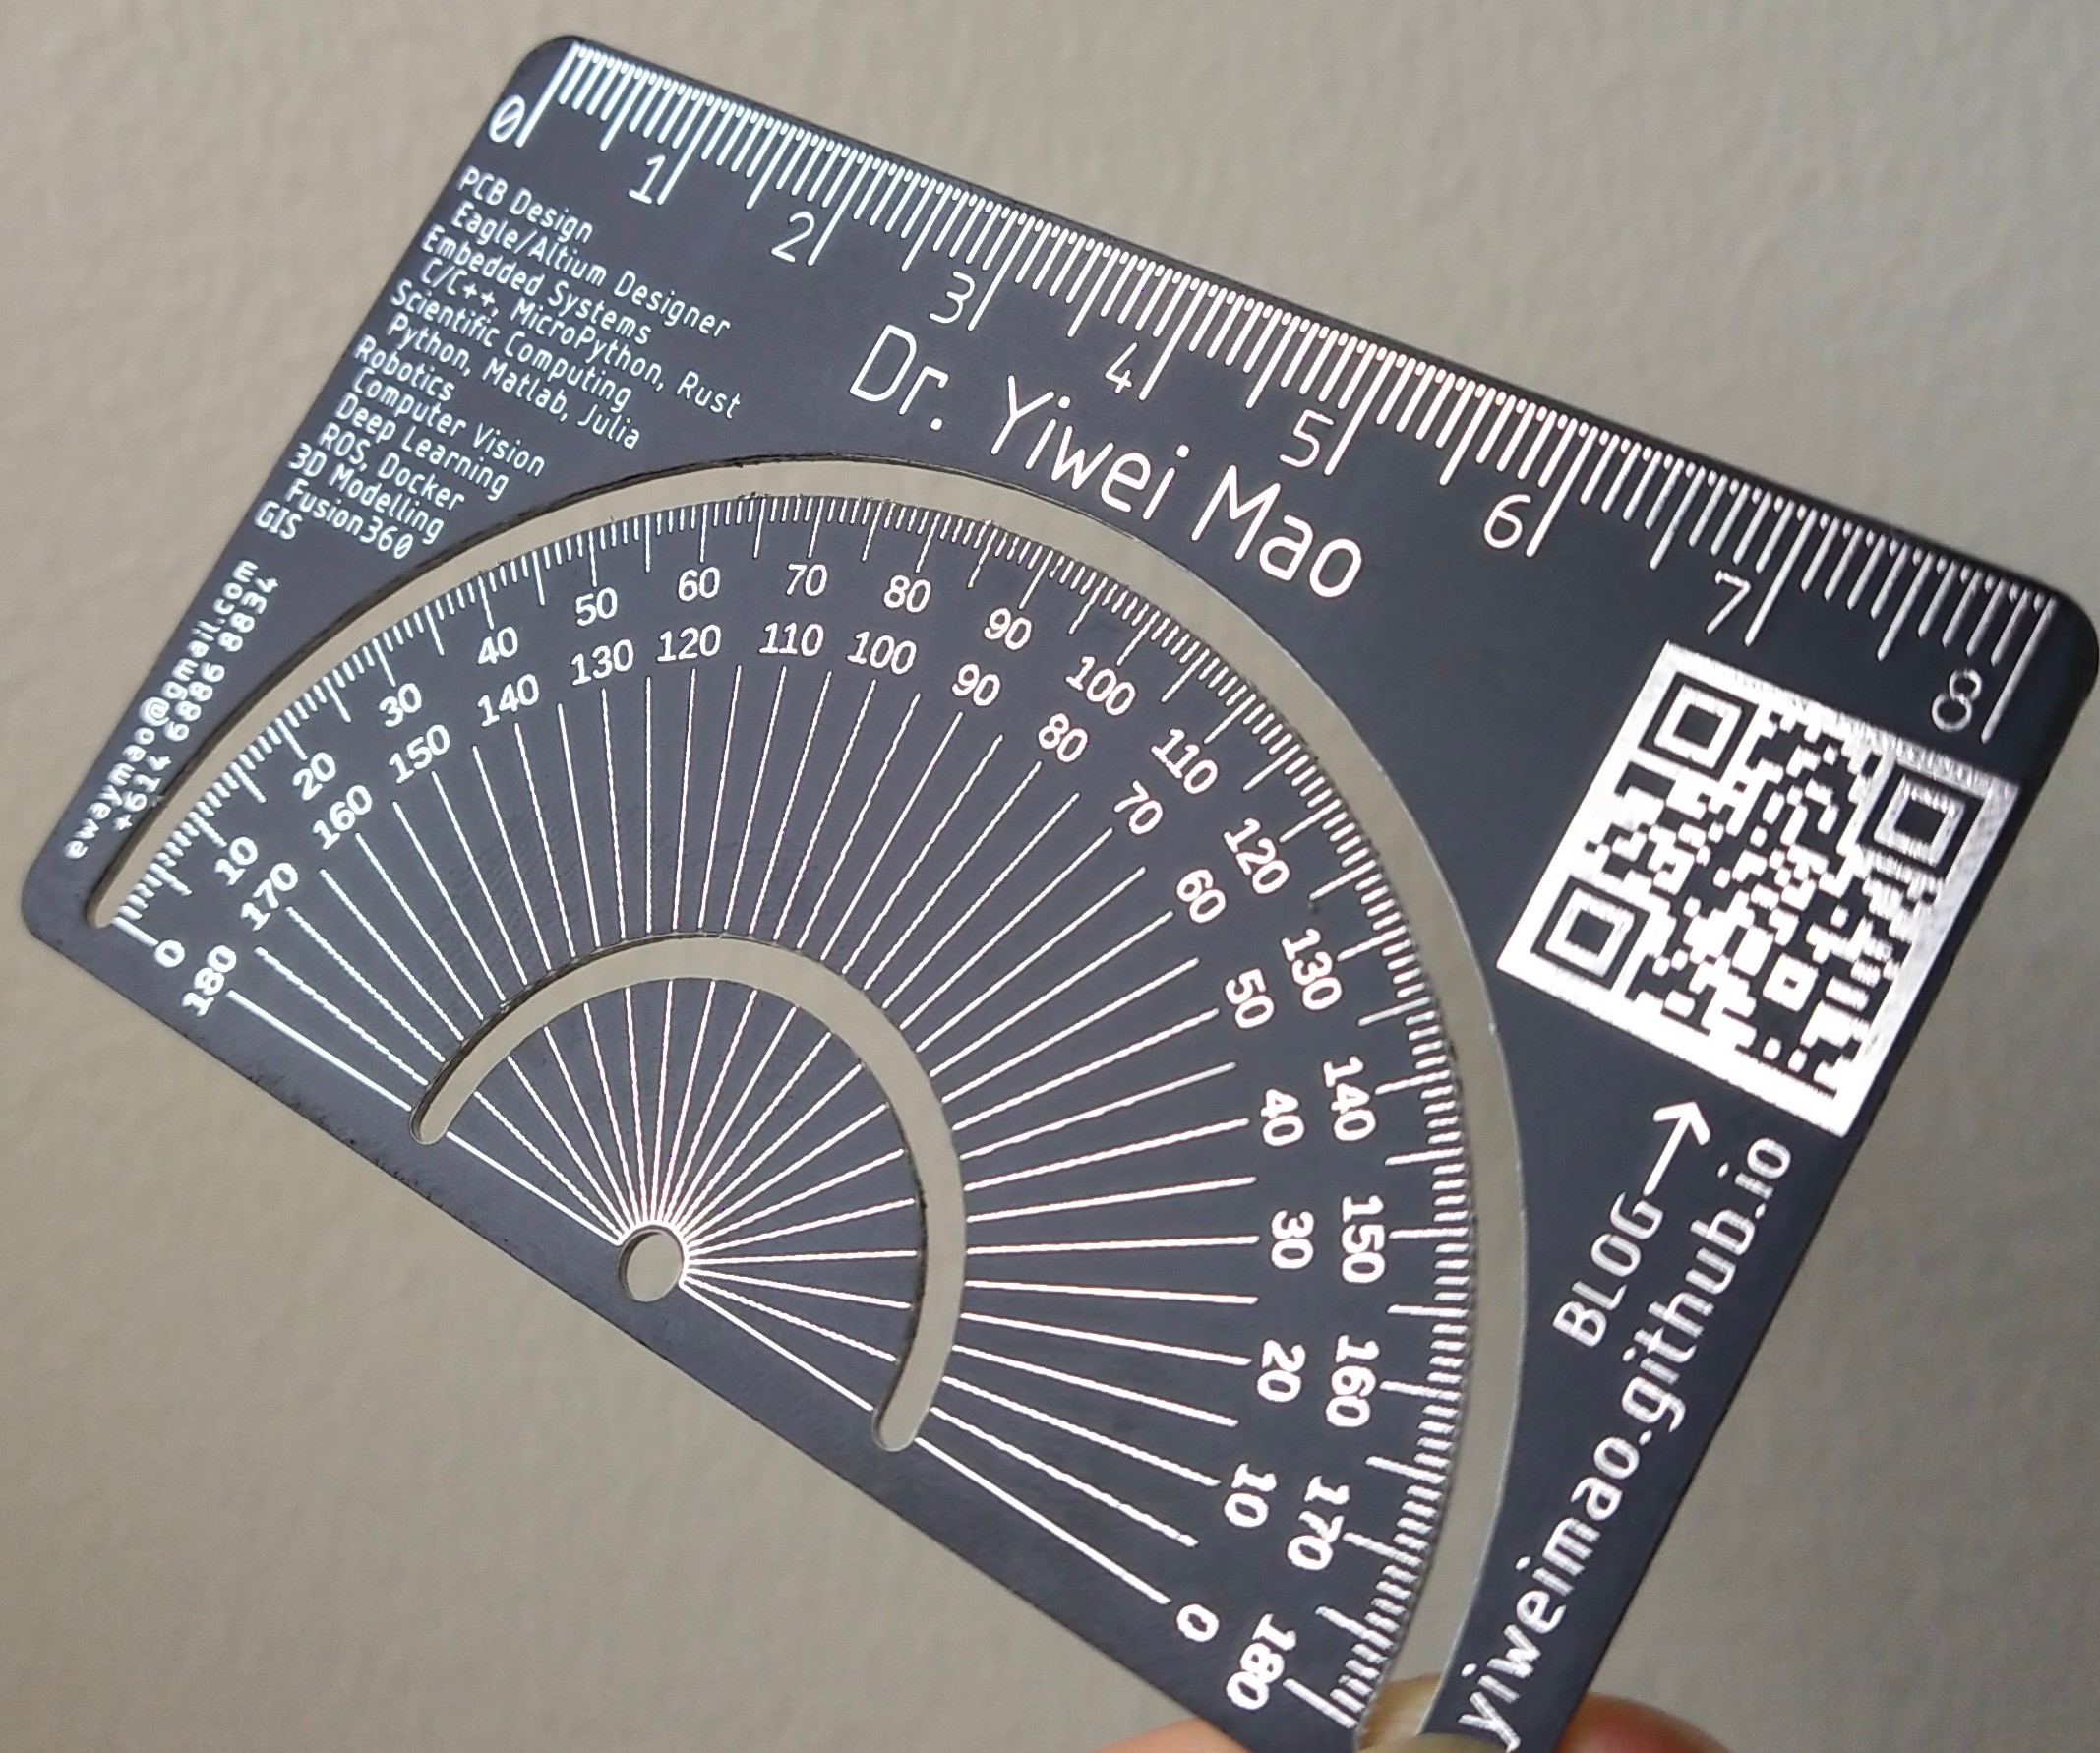 0 1 2 3 4 5 6 7 8
PCB Design
Eagle/Altium Designer
Embedded Systems
C/C++, MicroPython, Rust
Scientific Computing
Python, Matlab, Julia
Robotics
Computer Vision
Deep Learning
ROS, Docker
3D Modelling
Fusion360
GIS
ewaymao@gmail.com
+614 6886 8834
Dr. Yiwei Mao
0 10 20 30 40 50 60 70 80 90 100 110 120 130 140 150 160 170 180
180 170 160 150 140 130 120 110 100 90 80 70 60 50 40 30 20 10 0
BLOG→
yiweimao.github.io